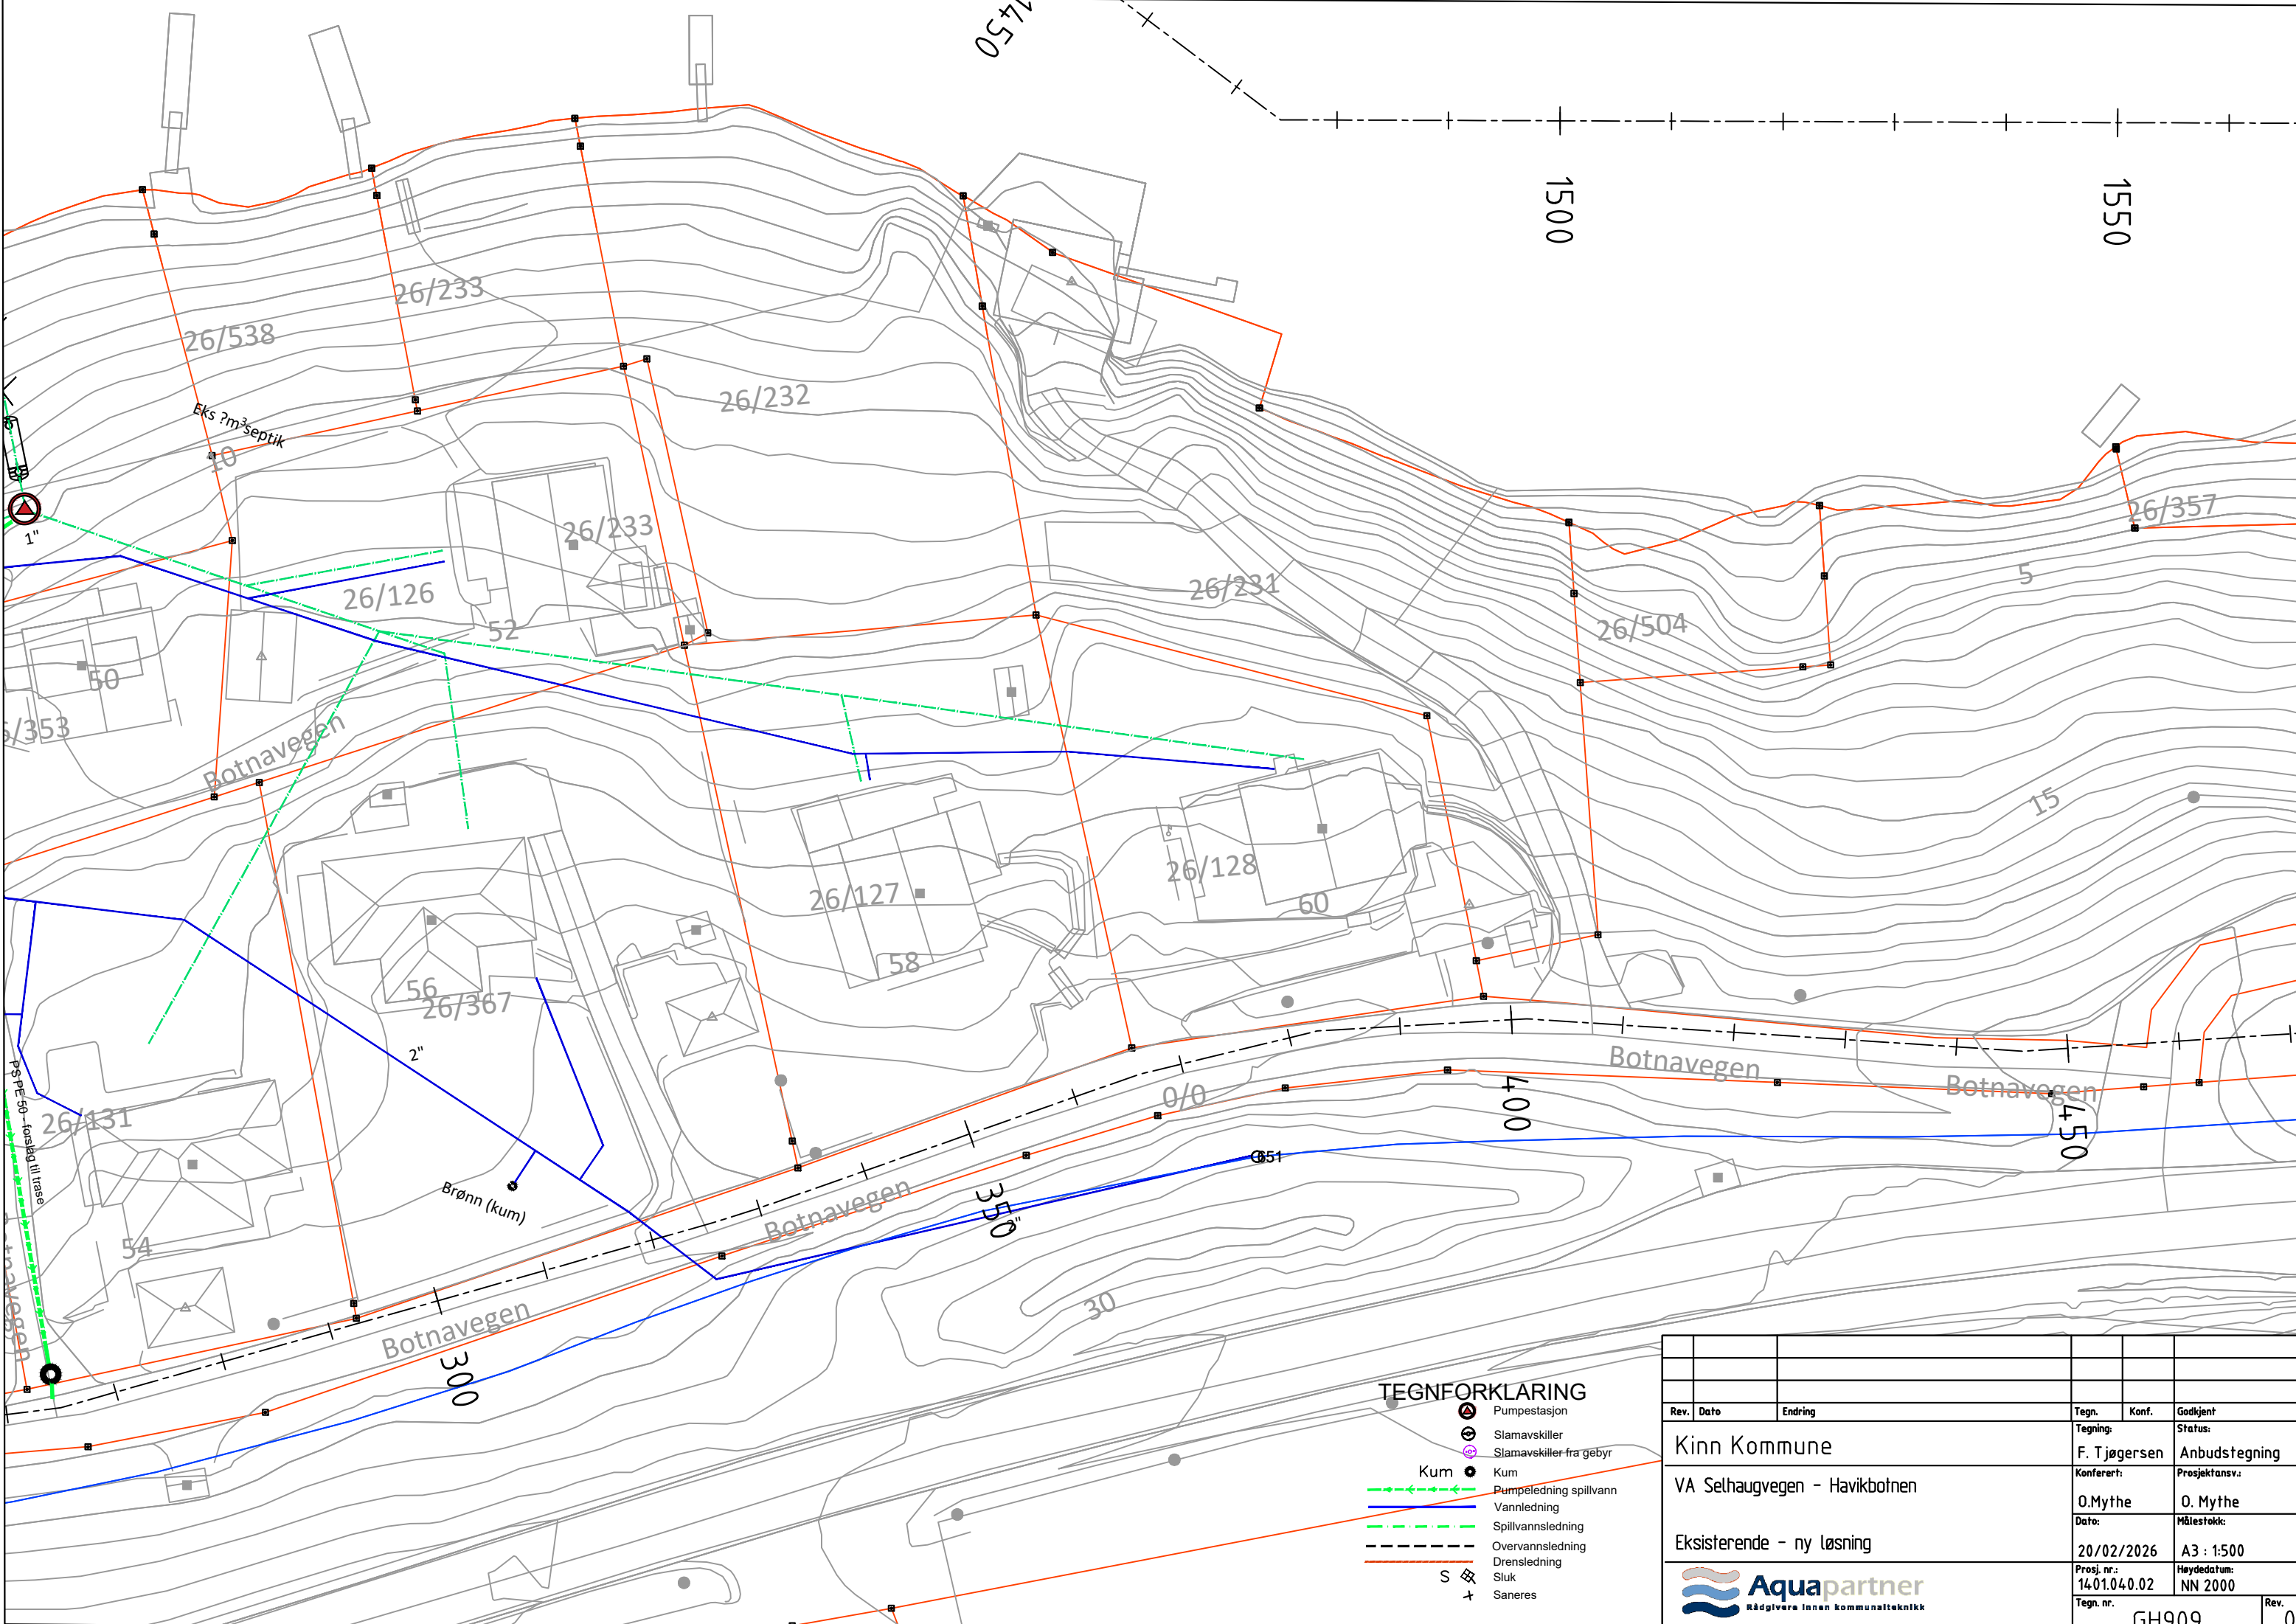 1450
1500
1550
26/233
26/538
26/232
Eks ?m³septik
10
26/357
1"
26/233
26/126
52
26/231
5
26/504
50
6/353
Botnavegen
15
26/127
26/128
60
58
56
26/367
2"
PS PE 50 - forslag til trase
26/131
0/0
400
Botnavegen
Botnavegen
450
651
Brønn (kum)
Botnavegen
350
2"
54
30
Botnavegen
300
TEGNFORKLARING
Pumpestasjon
Slamavskiller
Slamavskiller fra gebyr
Kum Kum
Pumpeledning spillvann
Vannledning
Spillvannsledning
Overvannsledning
Drensledning
S Sluk
Saneres
Rev. Dato Endring Tegn. Konf. Godkjent
Kinn Kommune
Tegning: Status:
F. Tjøgersen Anbudstegning
VA Selhaugvegen - Havikbotnen
Konferert: Prosjektansv.:
O.Mythe O. Mythe
Eksisterende - ny løsning
Dato: Målestokk:
20/02/2026 A3 : 1:500
Aquapartner
Rådgivere innen kommunalteknikk
Prosj. nr.: Høydedatum:
1401.040.02 NN 2000
Tegn. nr. Rev.
GH909 0